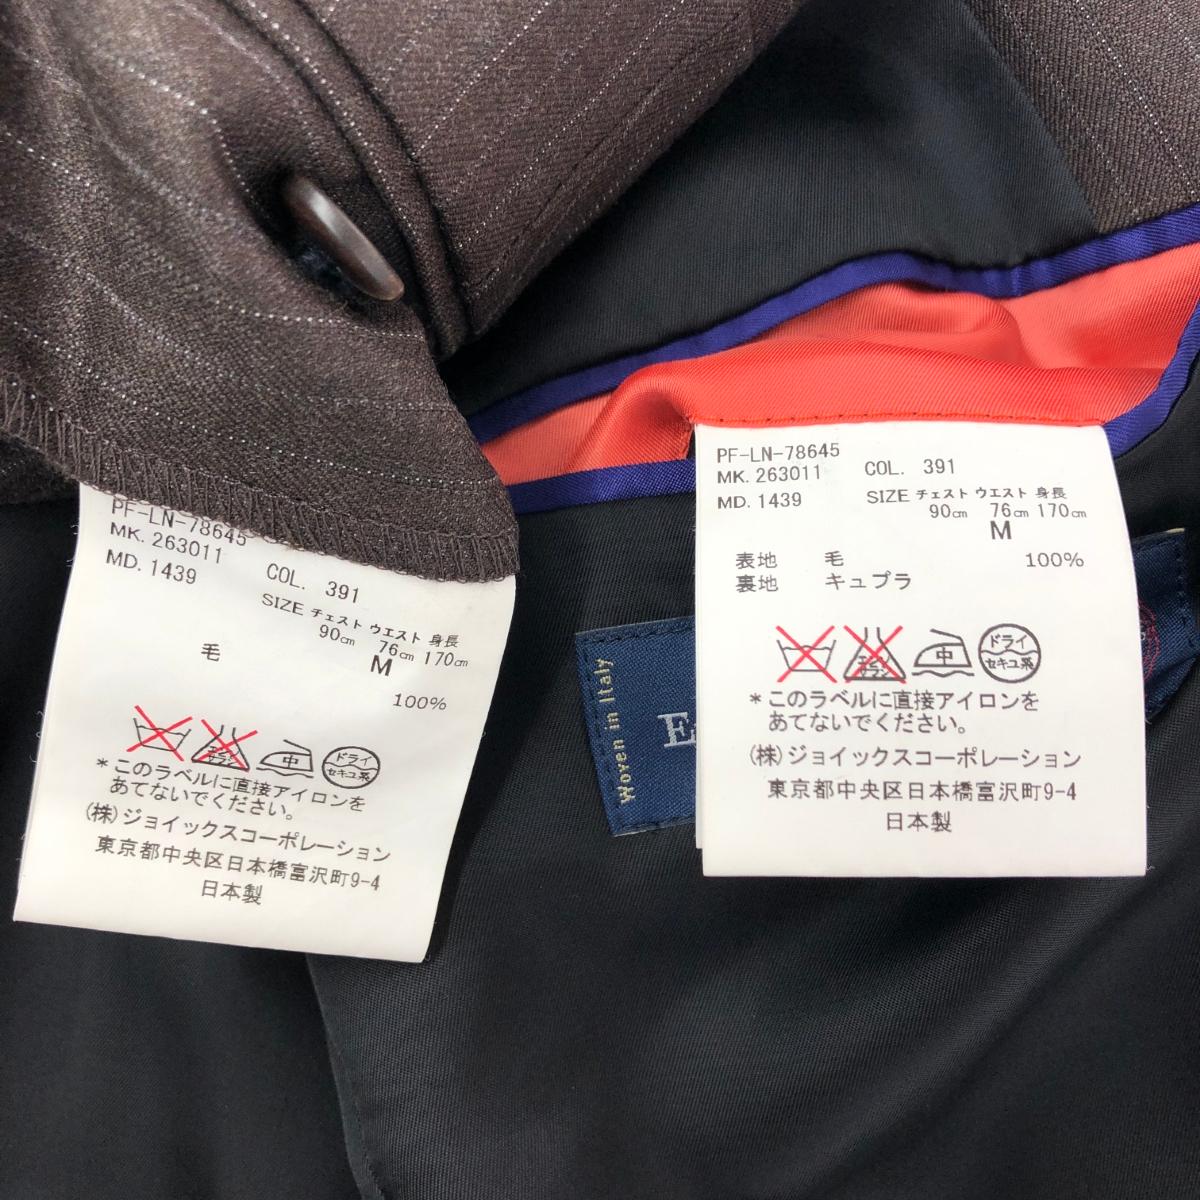 PF-LN-78645
MK. 263011
MD. 1439
COL. 391
SIZE チェスト ウエスト 身長
90cm 76cm 170cm
M
毛
100%
中
ドライ
セキユ系
*このラベルに直接アイロンを
あてないでください。
(株)ジョイックスコーポレーション
東京都中央区日本橋富沢町9-4
日本製
PF-LN-78645
MK. 263011 COL. 391
MD. 1439 SIZE チェスト ウエスト 身長
90cm 76cm 170cm
M
表地 毛 100%
裏地 キュプラ
中
ドライ
セキユ系
*このラベルに直接アイロンを
あてないでください。
(株)ジョイックスコーポレーション
東京都中央区日本橋富沢町9-4
日本製
Woven in Italy
E